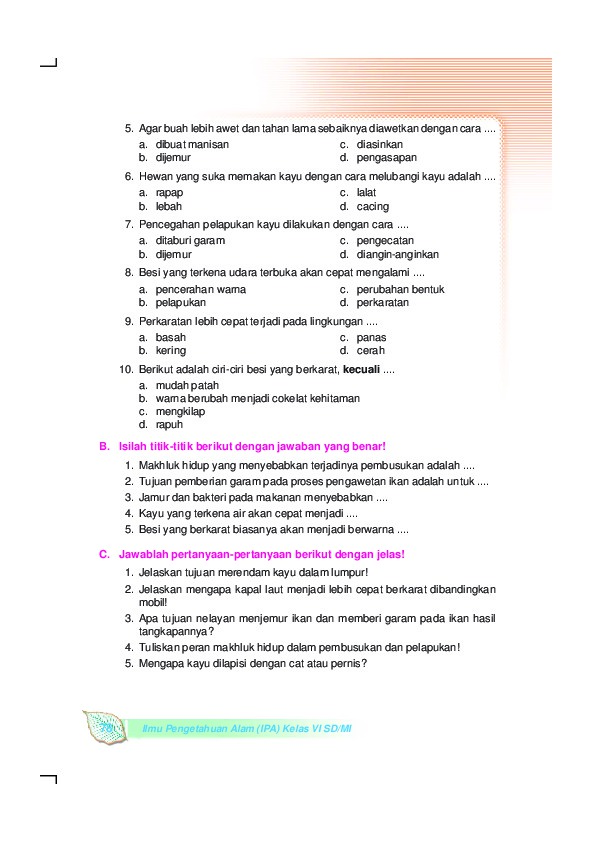 5. Agar buah lebih awet dan tahan lama sebaiknya diawetkan dengan cara ....
a. dibuat manisan c. diasinkan
b. dijemur d. pengasapan
6. Hewan yang suka memakan kayu dengan cara melubangi kayu adalah ....
a. rapap c. lalat
b. lebah d. cacing
7. Pencegahan pelapukan kayu dilakukan dengan cara ....
a. ditaburi garam c. pengecatan
b. dijemur d. diangin-anginkan
8. Besi yang terkena udara terbuka akan cepat mengalami ....
a. pencerahan warna c. perubahan bentuk
b. pelapukan d. perkaratan
9. Perkaratan lebih cepat terjadi pada lingkungan ....
a. basah c. panas
b. kering d. cerah
10. Berikut adalah ciri-ciri besi yang berkarat, kecuali ....
a. mudah patah
b. warna berubah menjadi cokelat kehitaman
c. mengkilap
d. rapuh
B. Isilah titik-titik berikut dengan jawaban yang benar!
1. Makhluk hidup yang menyebabkan terjadinya pembusukan adalah ....
2. Tujuan pemberian garam pada proses pengawetan ikan adalah untuk ....
3. Jamur dan bakteri pada makanan menyebabkan ....
4. Kayu yang terkena air akan cepat menjadi ....
5. Besi yang berkarat biasanya akan menjadi berwarna ....
C. Jawablah pertanyaan-pertanyaan berikut dengan jelas!
1. Jelaskan tujuan merendam kayu dalam lumpur!
2. Jelaskan mengapa kapal laut menjadi lebih cepat berkarat dibandingkan
mobil!
3. Apa tujuan nelayan menjemur ikan dan memberi garam pada ikan hasil
tangkapannya?
4. Tuliskan peran makhluk hidup dalam pembusukan dan pelapukan!
5. Mengapa kayu dilapisi dengan cat atau pernis?
Ilmu Pengetahuan Alam (IPA) Kelas VI SD/MI